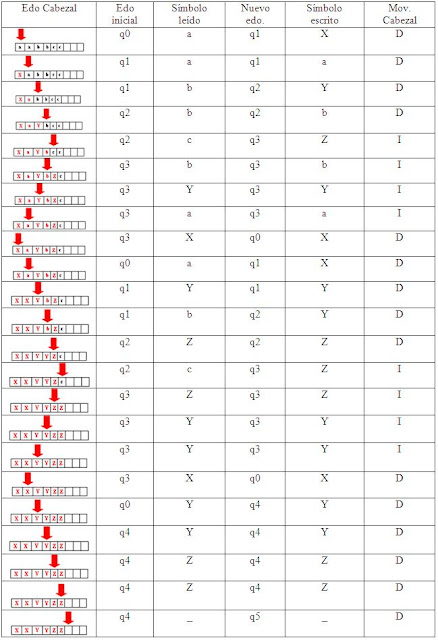 Edo Cabezal Edo inicial Símbolo leído Nuevo edo. Símbolo escrito Mov. Cabezal
a a b b c c q0 a q1 X D
X a b b c c q1 a q1 a D
X a b b c c q1 b q2 Y D
X a Y b c c q2 b q2 b D
X a Y b c c q2 c q3 Z I
X a Y b Z c q3 b q3 b I
X a Y b Z c q3 Y q3 Y I
X a Y b Z c q3 a q3 a I
X a Y b Z c q3 X q0 X D
X a Y b Z c q0 a q1 X D
X X Y b Z c q1 Y q1 Y D
X X Y b Z c q1 b q2 Y D
X X Y Y Z c q2 Z q2 Z D
X X Y Y Z c q2 c q3 Z I
X X Y Y Z Z q3 Z q3 Z I
X X Y Y Z Z q3 Y q3 Y I
X X Y Y Z Z q3 Y q3 Y I
X X Y Y Z Z q3 X q0 X D
X X Y Y Z Z q0 Y q4 Y D
X X Y Y Z Z q4 Y q4 Y D
X X Y Y Z Z q4 Z q4 Z D
X X Y Y Z Z q4 Z q4 Z D
X X Y Y Z Z q4 _ q5 _ D